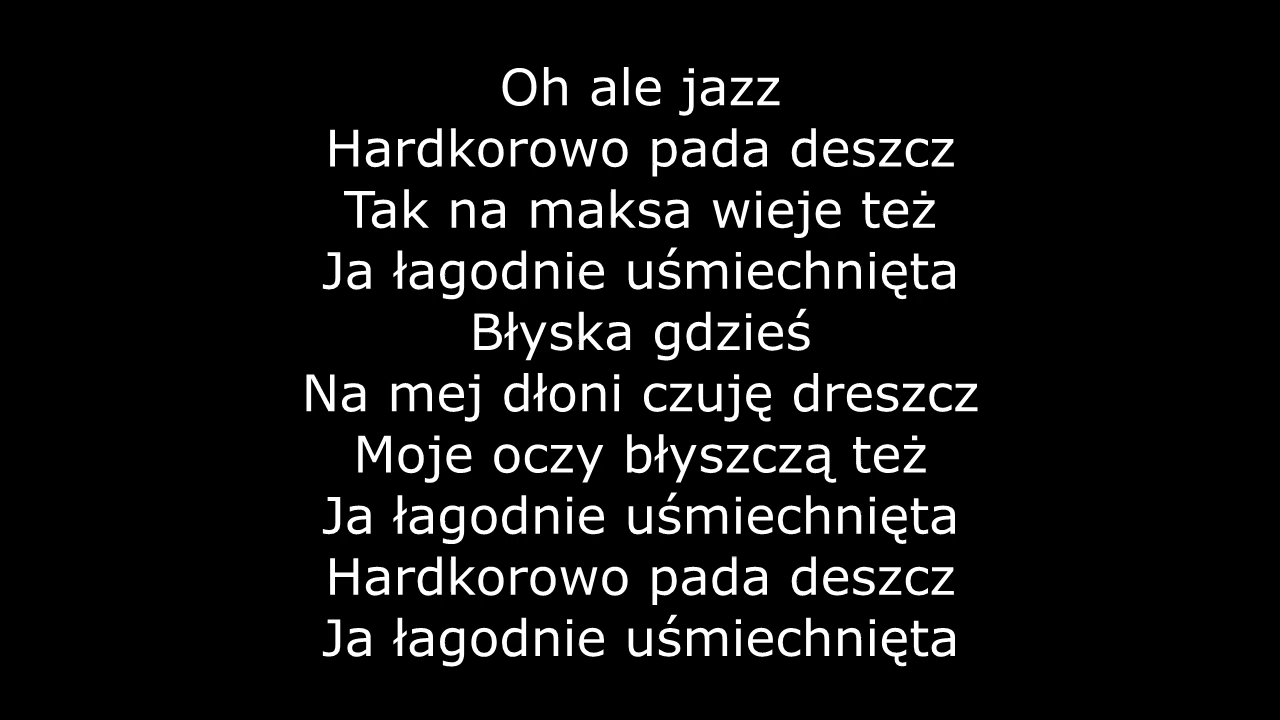 Oh ale jazz
Hardkorowo pada deszcz
Tak na maksa wieje też
Ja łagodnie uśmiechnięta
Błyska gdzieś
Na mej dłoni czuję dreszcz
Moje oczy błyszczą też
Ja łagodnie uśmiechnięta
Hardkorowo pada deszcz
Ja łagodnie uśmiechnięta